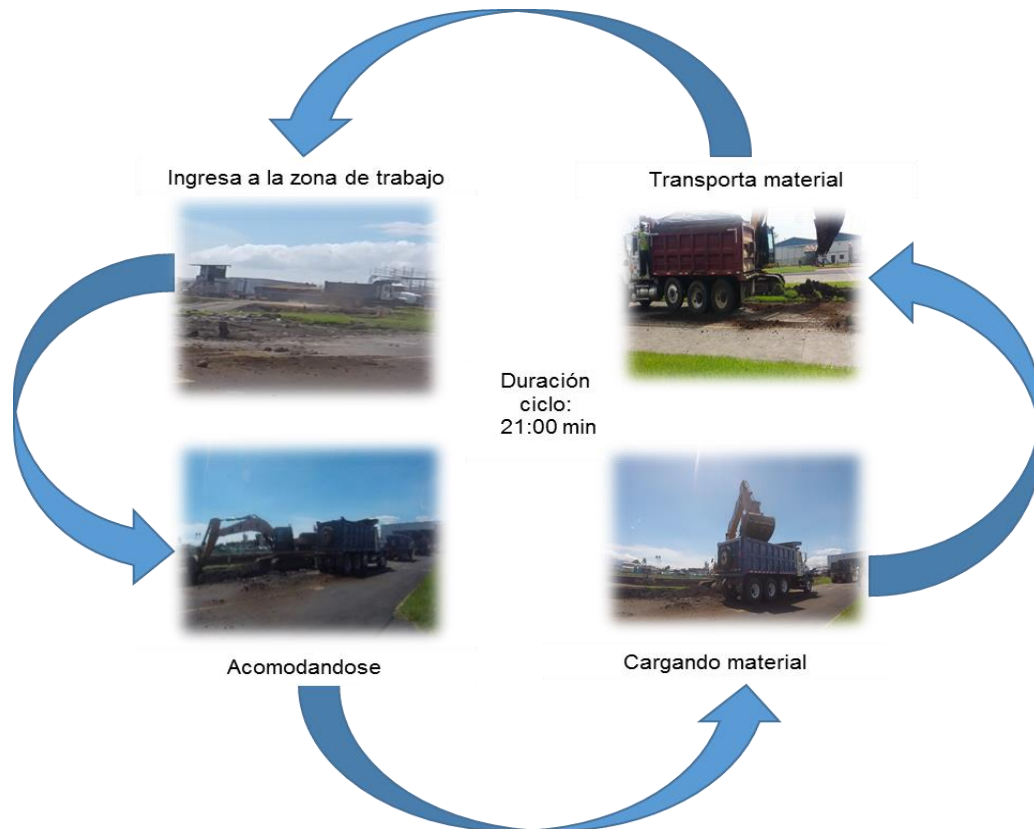 Ingresa a la zona de trabajo
Transporta material
Duración
ciclo:
21:00 min
Acomodandose
Cargando material